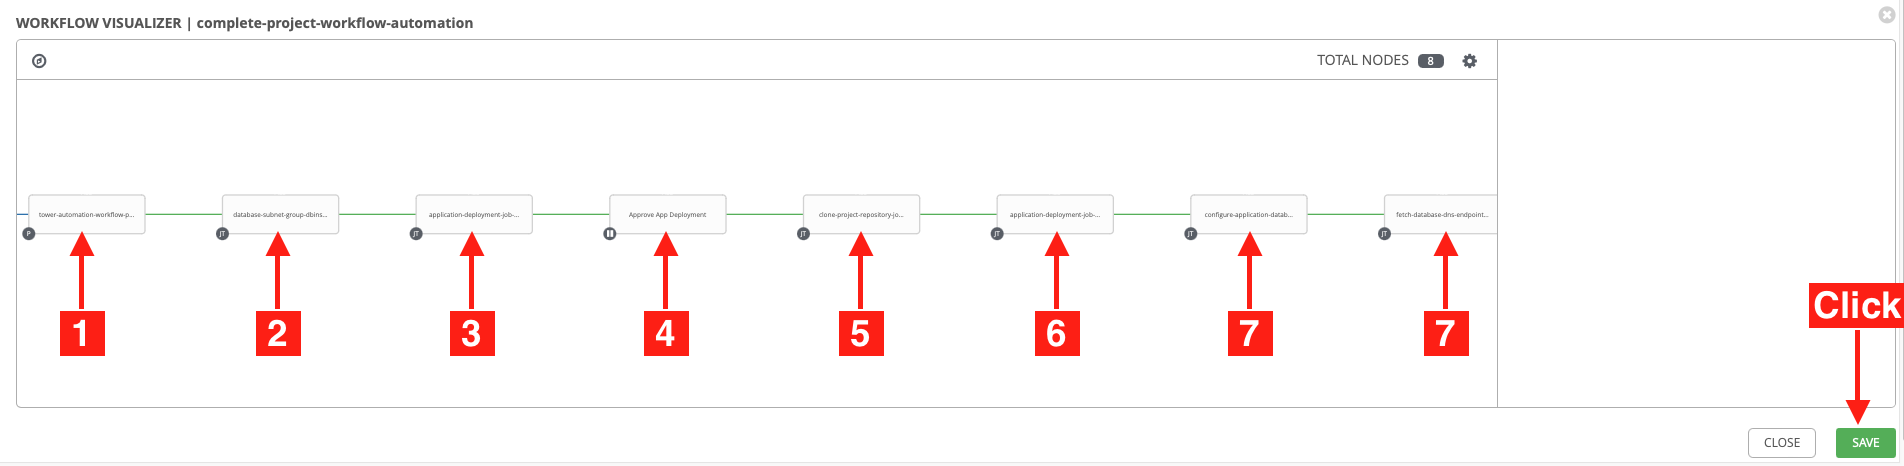 WORKFLOW VISUALIZER | complete-project-workflow-automation
TOTAL NODES 8
tower-automation-workflow-p...
database-subnet-group-dbins...
application-deployment-job-...
Approve App Deployment
clone-project-repository-jo...
application-deployment-job-...
configure-application-datab...
fetch-database-dns-endpoint...
P
JT
JT
JT
JT
JT
JT
1
2
3
4
5
6
7
7
Click
CLOSE
SAVE